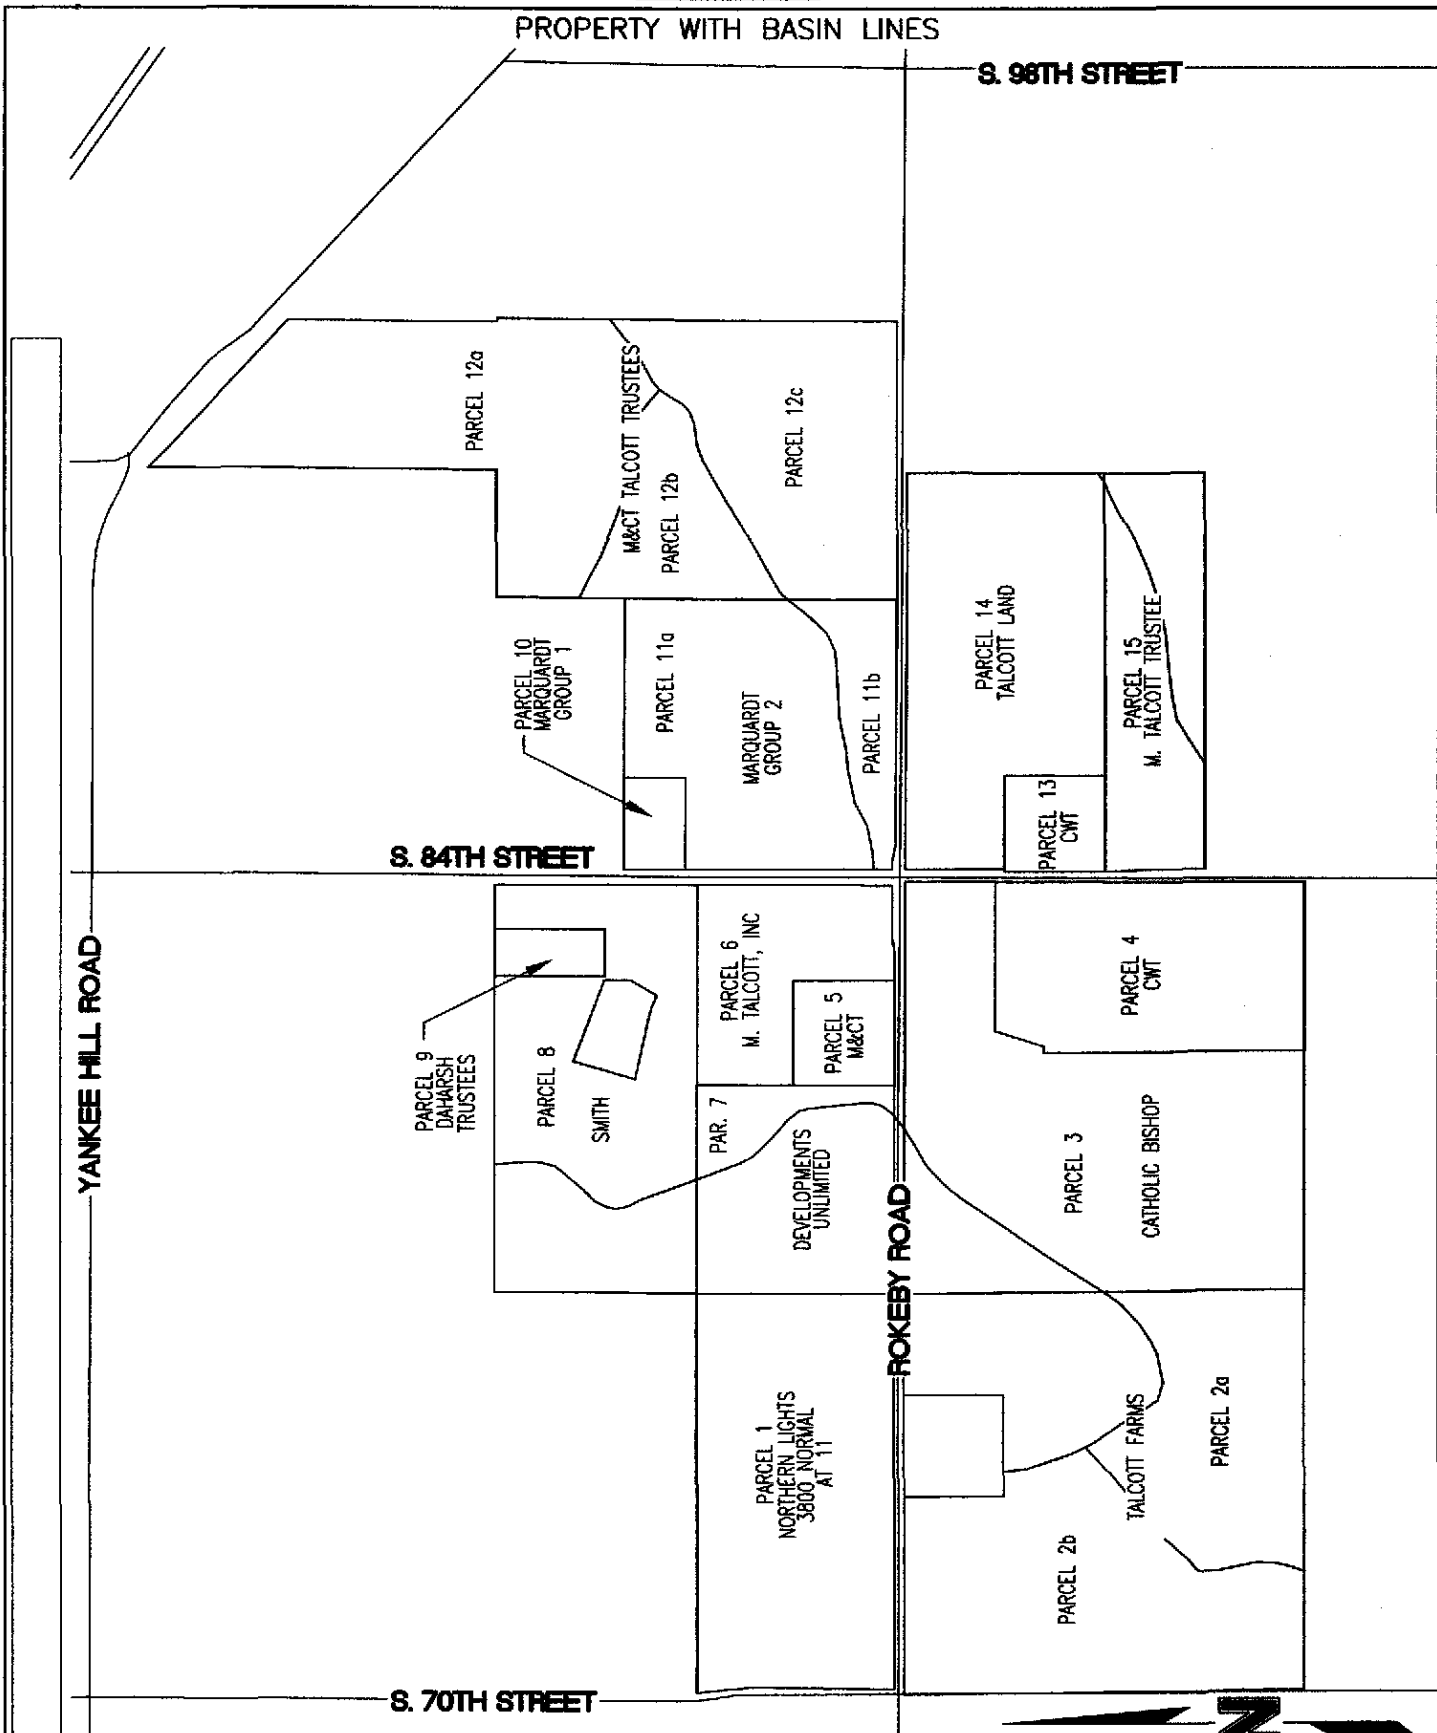 PROPERTY WITH BASIN LINES
S. 98TH STREET
PARCEL 12a
M&CT TALCOTT TRUSTEES
PARCEL 12b
PARCEL 12c
PARCEL 10
MARQUARDT
GROUP 1
PARCEL 11a
MARQUARDT
GROUP 2
PARCEL 11b
PARCEL 14
TALCOTT LAND
PARCEL 13
CWT
PARCEL 15
M. TALCOTT TRUSTEE
S. 84TH STREET
YANKEE HILL ROAD
PARCEL 9
DAHARSH
TRUSTEES
PARCEL 8
SMITH
PARCEL 6
M. TALCOTT, INC
PARCEL 5
M&CT
PAR. 7
DEVELOPMENTS
UNLIMITED
PARCEL 4
CWT
PARCEL 3
CATHOLIC BISHOP
ROKEBY ROAD
PARCEL 1
NORTHERN LIGHTS
3800 NORMAL
AT 11
TALCOTT FARMS
PARCEL 2a
PARCEL 2b
S. 70TH STREET
N